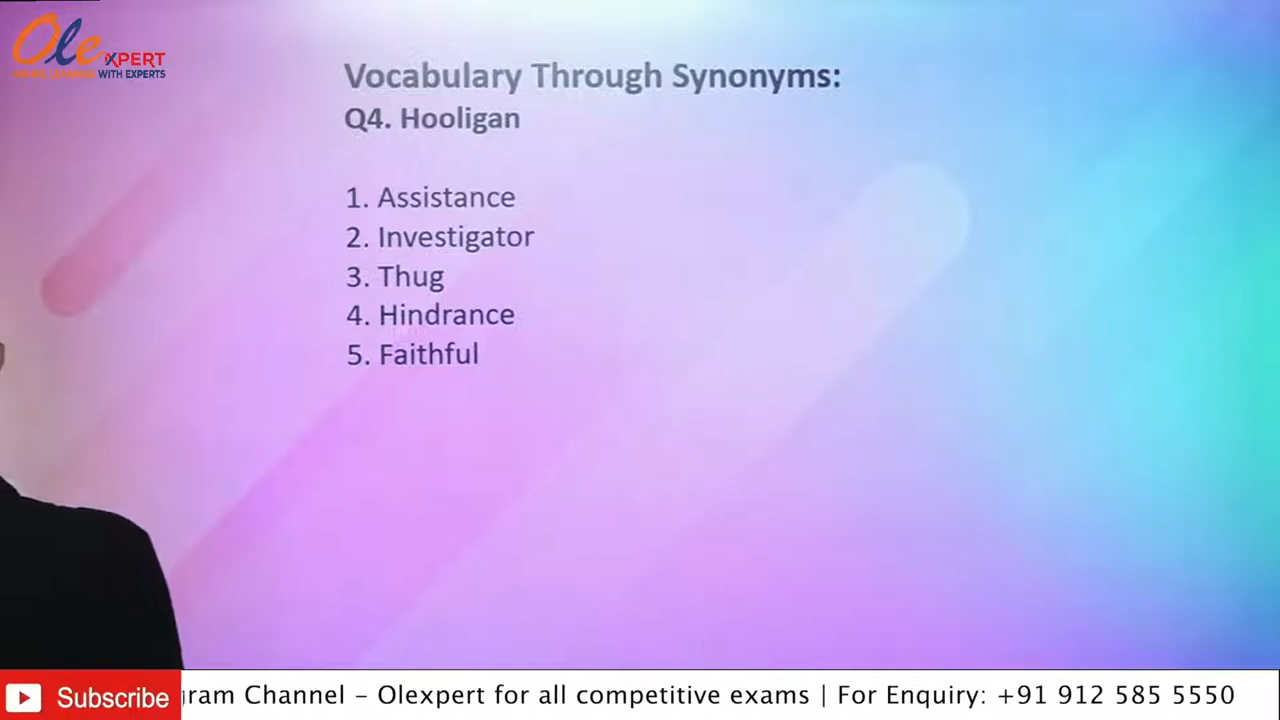 Ole XPERT
WITH EXPERTS
Vocabulary Through Synonyms:
Q4. Hooligan
1. Assistance
2. Investigator
3. Thug
4. Hindrance
5. Faithful
Subscribe
gram Channel – Olexpert for all competitive exams | For Enquiry: +91 912 585 5550